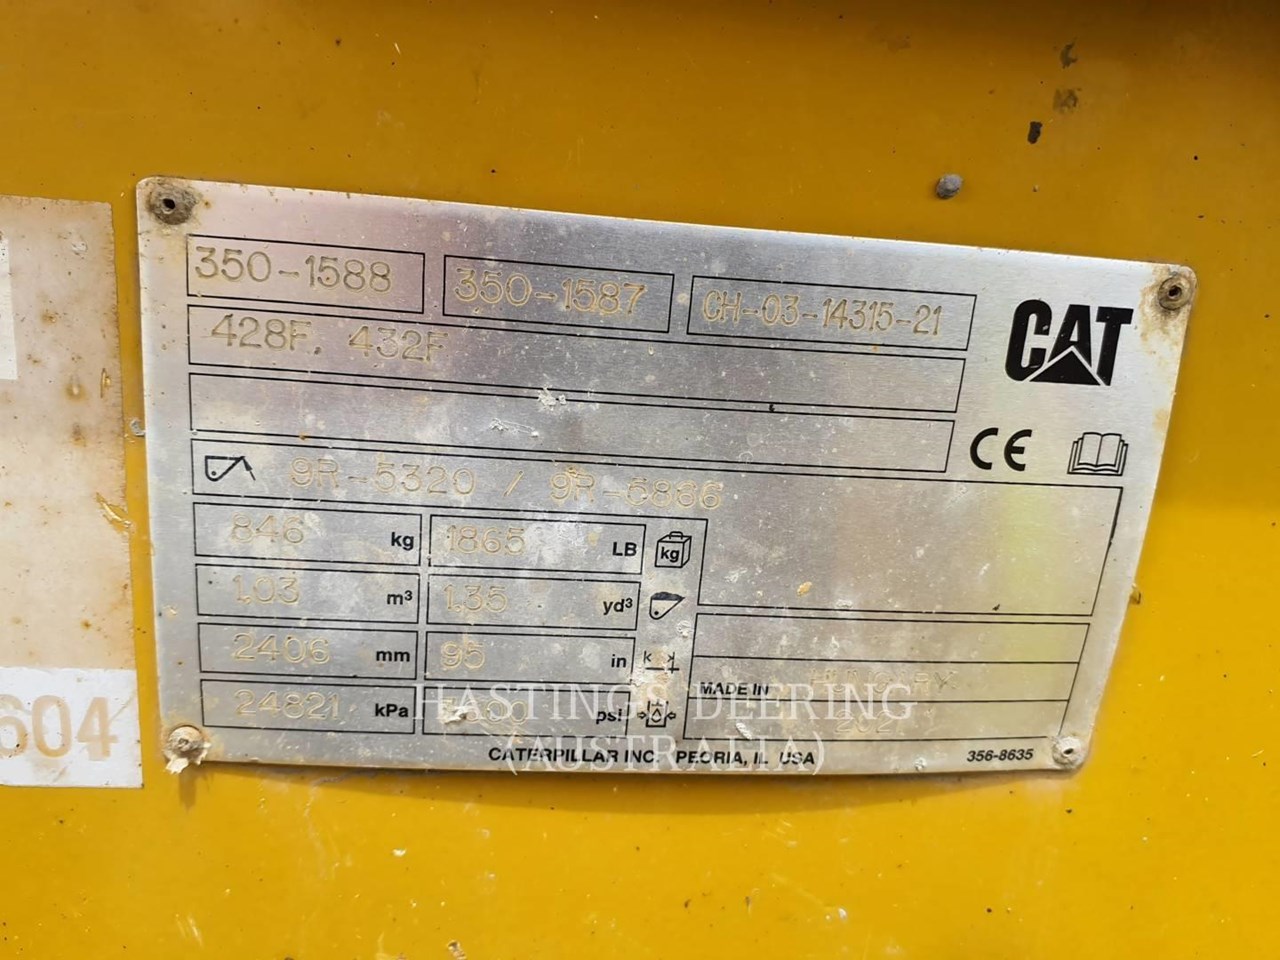 350-1588 350-1587 CH-03-14315-21
CAT
428F, 432F
CE
9R-5320 / 9R-6866
846 kg 1865 LB kg
1.03 m³ 1.35 yd³
2406 mm 95 in
MADE IN HUNGARY
24821 kPa psi
604
HASTINGS DEERING
(AUSTRALIA)
CATERPILLAR INC. PEORIA, IL USA 356-8635